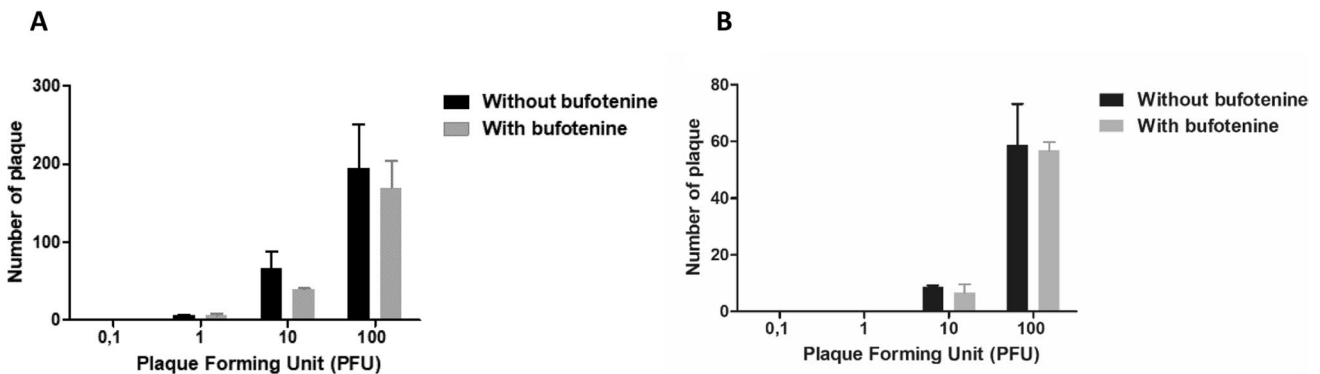 A
Number of plaque
300
200
100
0
0,1 1 10 100
Plaque Forming Unit (PFU)
Without bufotenine
With bufotenine
B
Number of plaque
80
60
40
20
0
0,1 1 10 100
Plaque Forming Unit (PFU)
Without bufotenine
With bufotenine